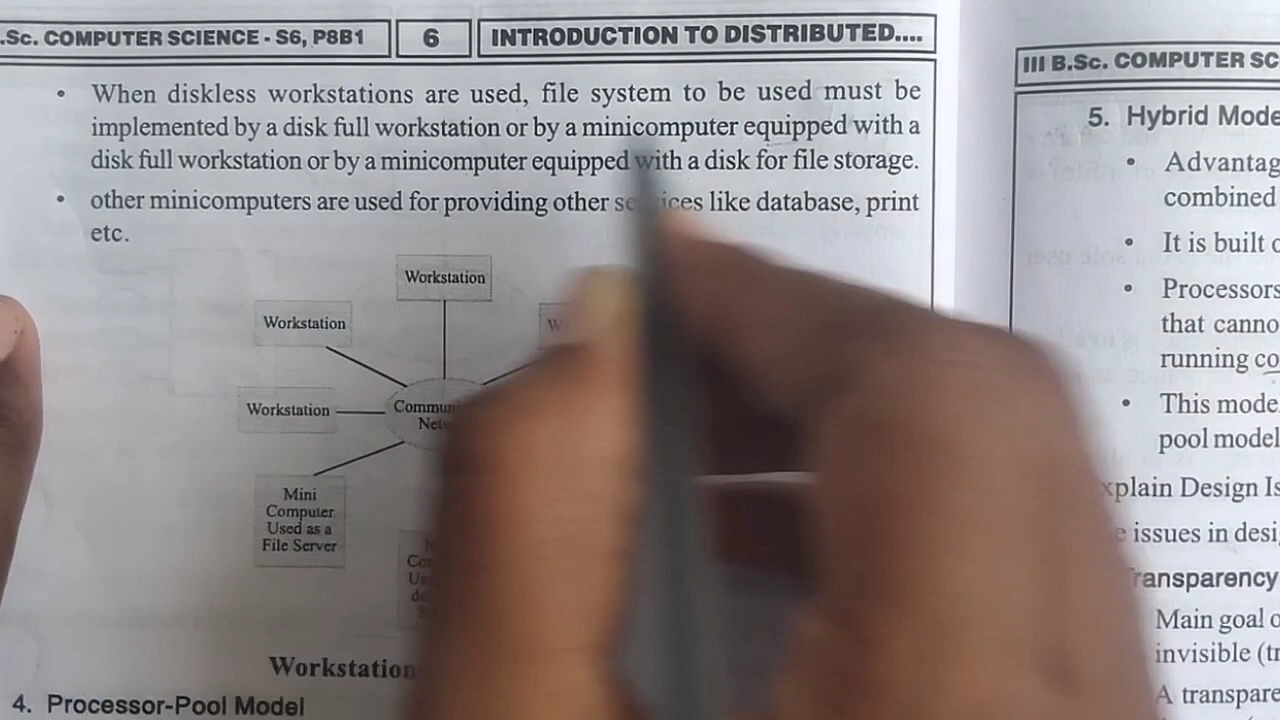 .Sc. COMPUTER SCIENCE - S6, P8B1
6
INTRODUCTION TO DISTRIBUTED....
• When diskless workstations are used, file system to be used must be
implemented by a disk full workstation or by a minicomputer equipped with a
disk full workstation or by a minicomputer equipped with a disk for file storage.
• other minicomputers are used for providing other services like database, print
etc.
Workstation
Workstation
Workstation
Mini
Computer
Used as a
File Server
Workstation
4. Processor-Pool Model
III B.Sc. COMPUTER SC
5. Hybrid Mode
• Advantag
combined
• It is built
• Processors
that canno
running co
• This mode
pool model
xplain Design Is
issues in desi
ransparency
Main goal o
invisible (tr
A transpare